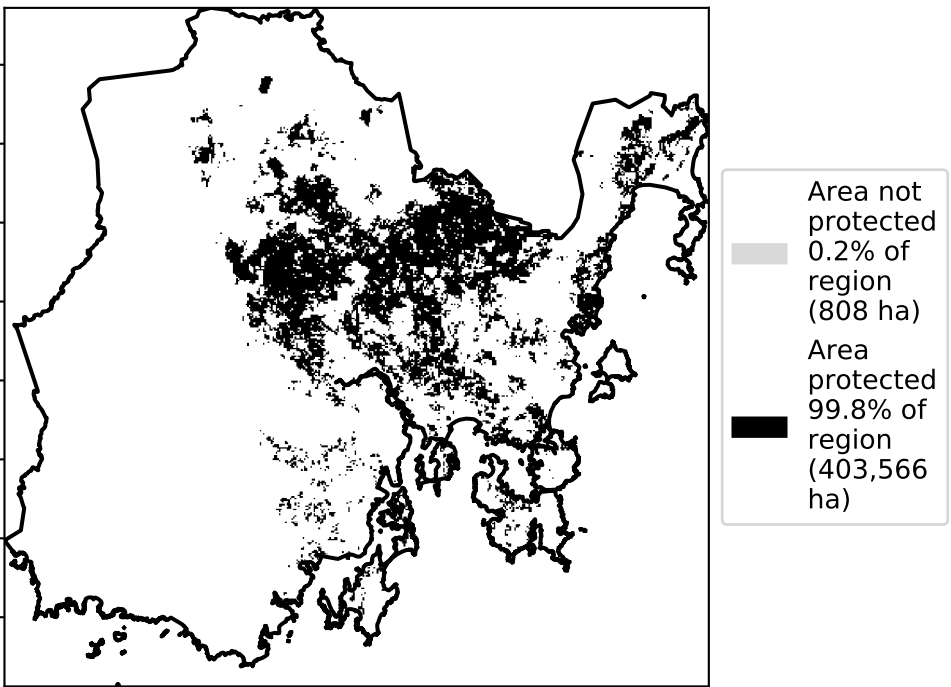 Area not
protected
0.2% of
region
(808 ha)
Area
protected
99.8% of
region
(403,566
ha)